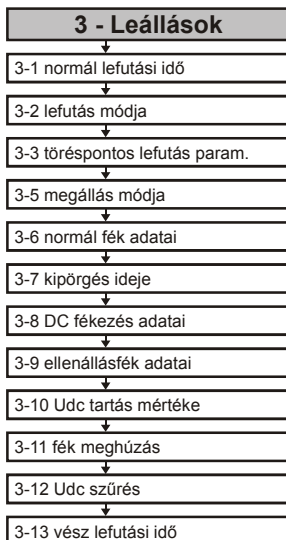 3 - Leállások
3-1 normál lefutási idő
3-2 lefutás módja
3-3 töréspontos lefutás param.
3-5 megállás módja
3-6 normál fék adatai
3-7 kipörgés ideje
3-8 DC fékezés adatai
3-9 ellenállásfék adatai
3-10 Udc tartás mértéke
3-11 fék meghúzás
3-12 Udc szűrés
3-13 vész lefutási idő